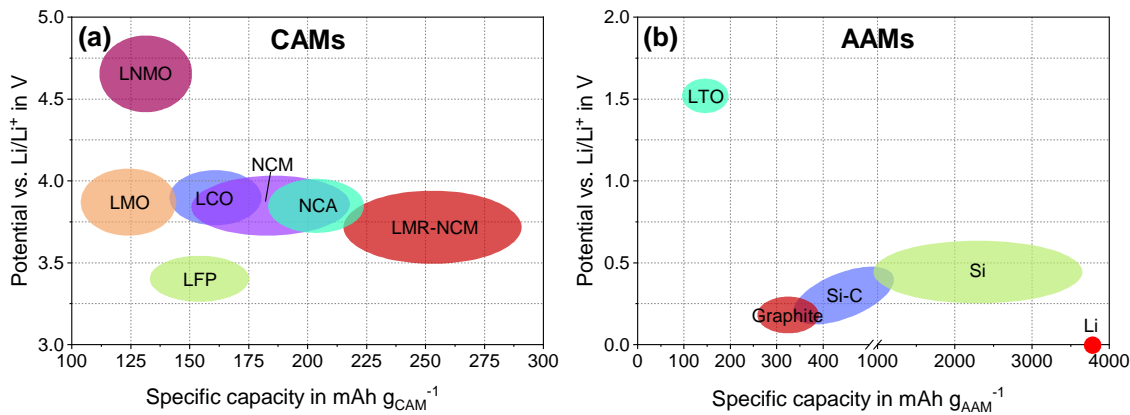 (a)
CAMs
Potential vs. Li/Li⁺ in V
5.0
4.5
4.0
3.5
3.0
LNMO
NCM
LMO
LCO
NCA
LMR-NCM
LFP
100 125 150 175 200 225 250 275 300
Specific capacity in mAh g_CAM⁻¹
(b)
AAMs
Potential vs. Li/Li⁺ in V
2.0
1.5
1.0
0.5
0.0
LTO
Si
Si-C
Graphite
Li
0 100 200 300 400 1000 2000 3000 4000
Specific capacity in mAh g_AAM⁻¹